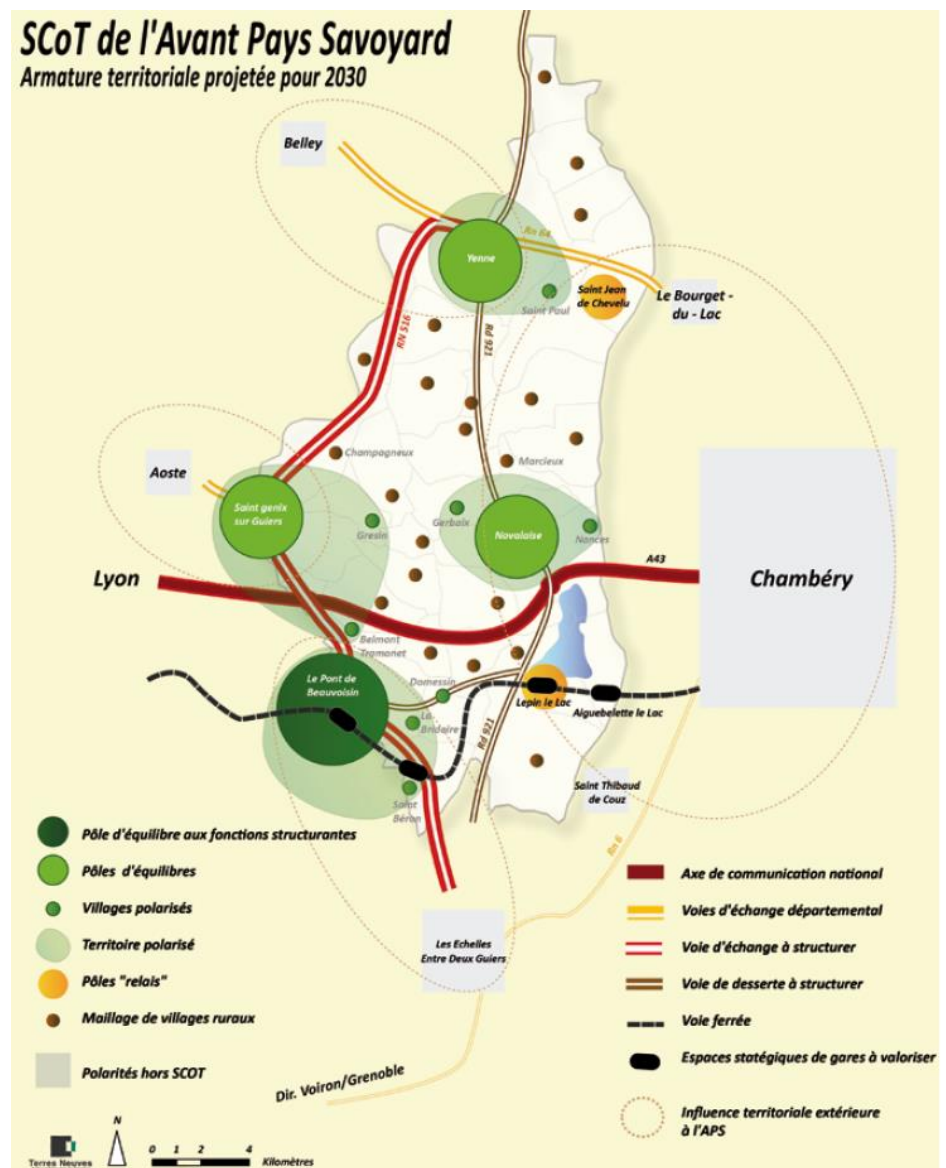 SCoT de l'Avant Pays Savoyard
Armature territoriale projetée pour 2030
Belley
Rn 64
Yenne
Saint Paul
Saint Jean
de Chevelu
Le Bourget -
du - Lac
RN 516
Rd 921
Champagneux
Marcieux
Aoste
Saint genix
sur Guiers
Gresin
Gerbaix
Novalaise
Nances
A43
Lyon
Chambéry
Belmont
Tramonet
Le Pont de
Beauvoisin
Domessin
La
Bridoire
Lepin le Lac
Aiguebelette le Lac
Rd 921
Saint
Béron
Saint Thibaud
de Couz
Rn 6
Les Echelles
Entre Deux Guiers
Dir. Voiron/Grenoble
Pôle d'équilibre aux fonctions structurantes
Pôles d'équilibres
Villages polarisés
Territoire polarisé
Pôles "relais"
Maillage de villages ruraux
Polarités hors SCOT
Axe de communication national
Voies d'échange départemental
Voie d'échange à structurer
Voie de desserte à structurer
Voie ferrée
Espaces statégiques de gares à valoriser
Influence territoriale extérieure
à l'APS
Terres Neuves
N
0 1 2 4
Kilomètres